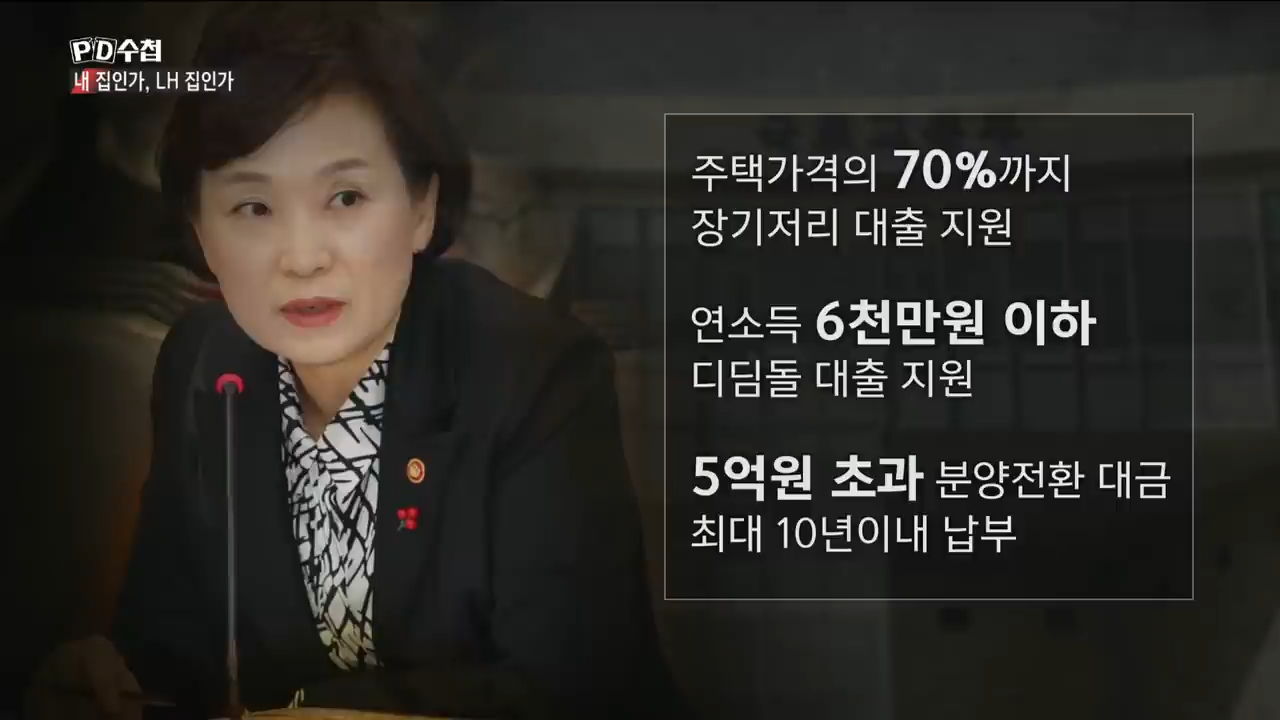 PD수첩
내 집인가, LH 집인가
주택가격의 70%까지
장기저리 대출 지원
연소득 6천만원 이하
디딤돌 대출 지원
5억원 초과 분양전환 대금
최대 10년이내 납부